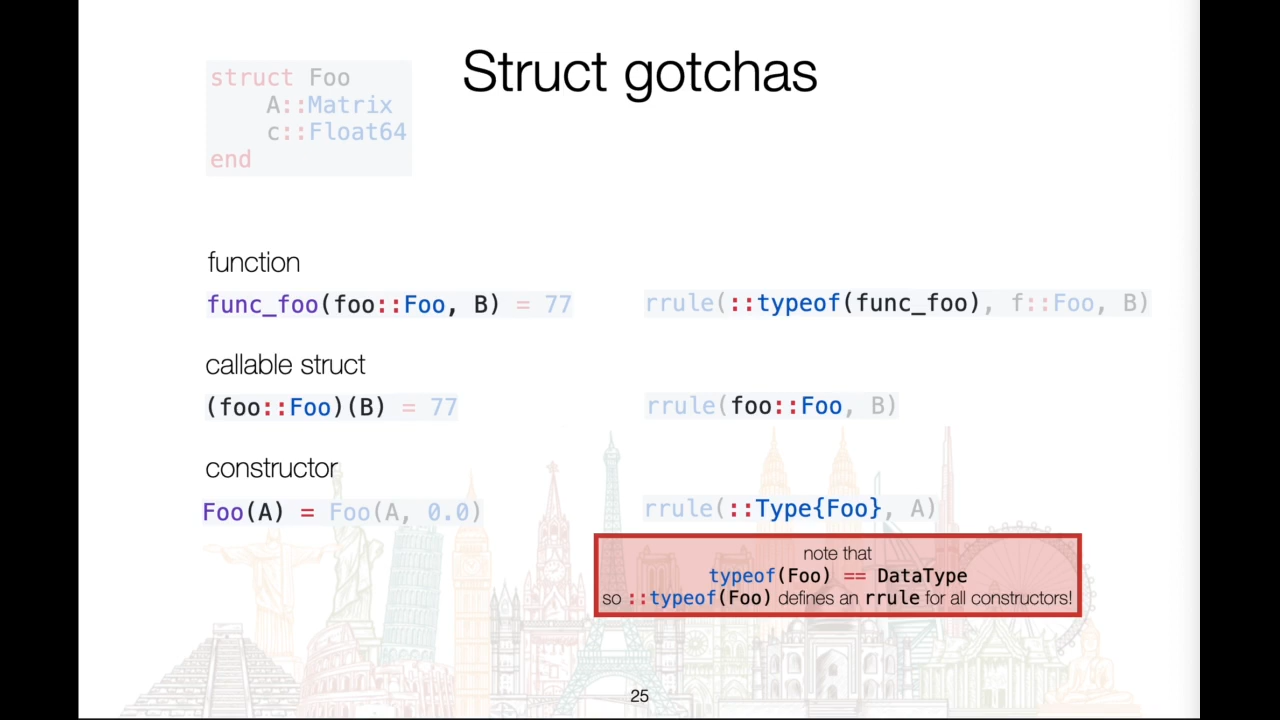 Struct gotchas
struct Foo
    A::Matrix
    c::Float64
end
function
func_foo(foo::Foo, B) = 77
rrule(::typeof(func_foo), f::Foo, B)
callable struct
(foo::Foo)(B) = 77
rrule(foo::Foo, B)
constructor
Foo(A) = Foo(A, 0.0)
rrule(::Type{Foo}, A)
note that
typeof(Foo) == DataType
so ::typeof(Foo) defines an rrule for all constructors!
25